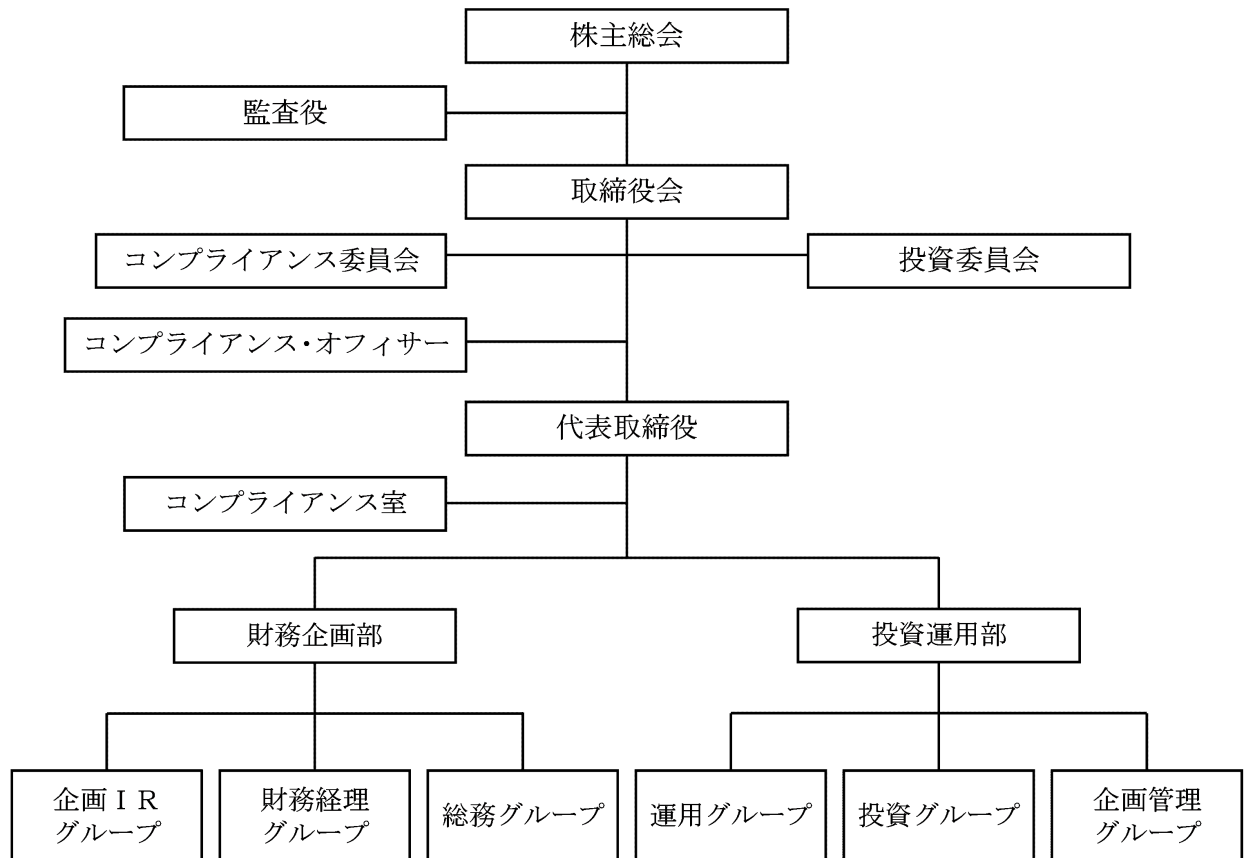 株主総会
監査役
取締役会
コンプライアンス委員会
投資委員会
コンプライアンス・オフィサー
代表取締役
コンプライアンス室
財務企画部
投資運用部
企画ＩＲ
グループ
財務経理
グループ
総務グループ
運用グループ
投資グループ
企画管理
グループ